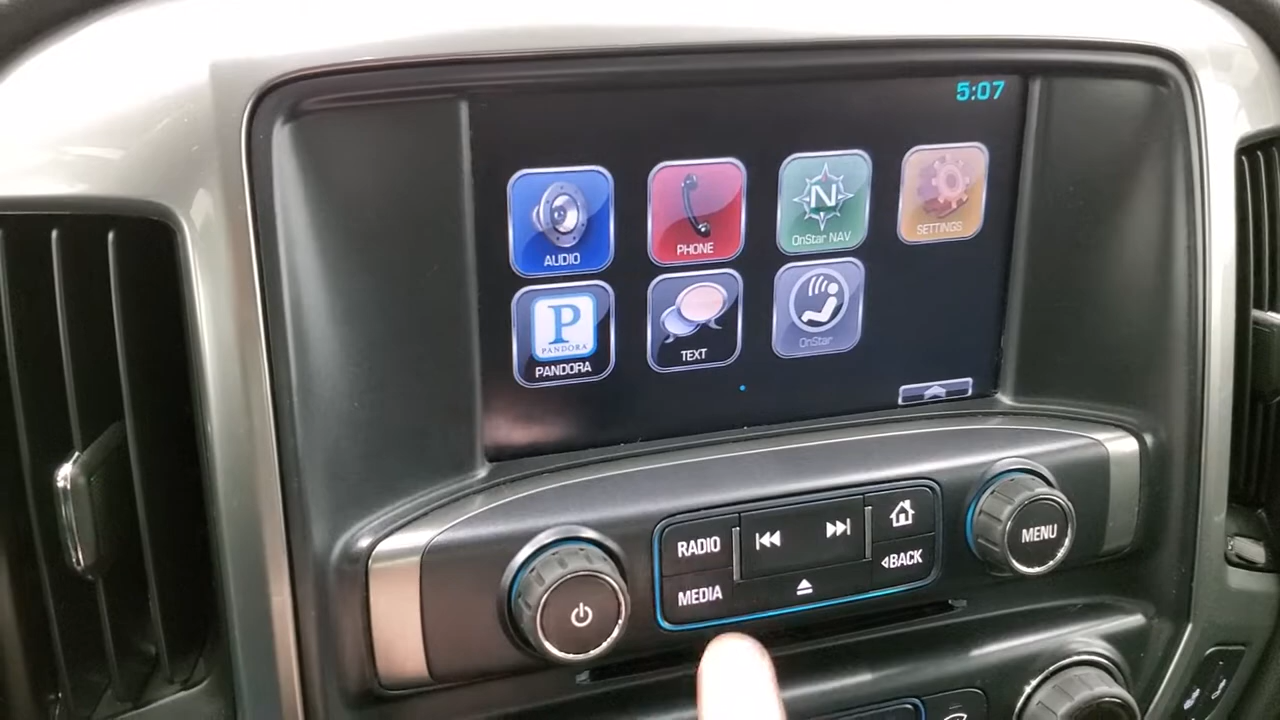 5:07
AUDIO
PHONE
N
OnStar NAV
SETTINGS
P
PANDORA
PANDORA
TEXT
OnStar
RADIO
MEDIA
BACK
MENU